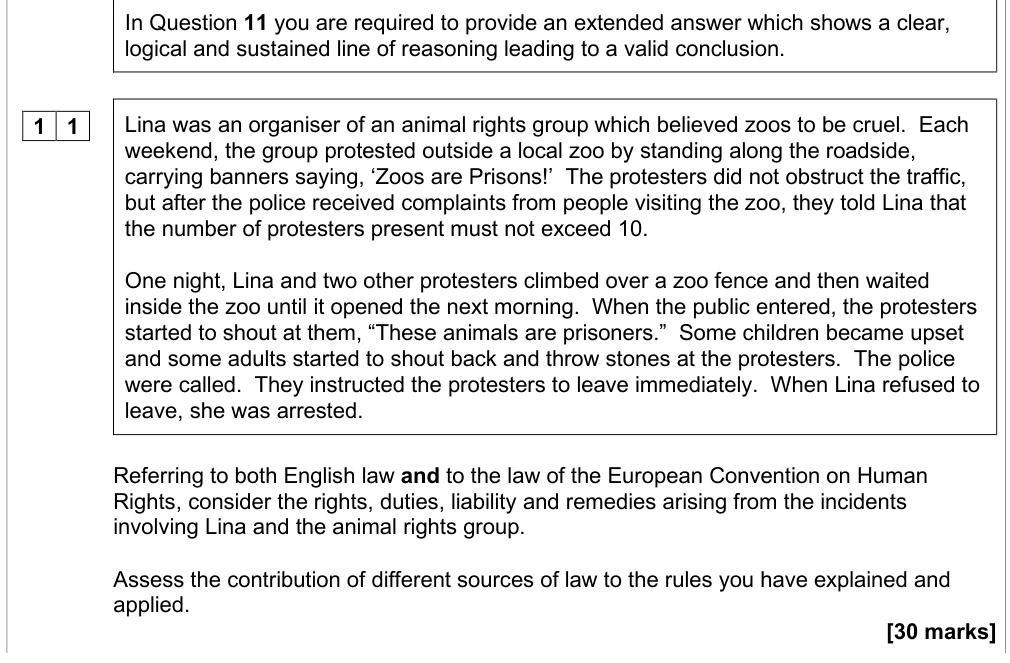 In Question 11 you are required to provide an extended answer which shows a clear,
logical and sustained line of reasoning leading to a valid conclusion.
1 1
Lina was an organiser of an animal rights group which believed zoos to be cruel.  Each
weekend, the group protested outside a local zoo by standing along the roadside,
carrying banners saying, ‘Zoos are Prisons!’  The protesters did not obstruct the traffic,
but after the police received complaints from people visiting the zoo, they told Lina that
the number of protesters present must not exceed 10.
One night, Lina and two other protesters climbed over a zoo fence and then waited
inside the zoo until it opened the next morning.  When the public entered, the protesters
started to shout at them, “These animals are prisoners.”  Some children became upset
and some adults started to shout back and throw stones at the protesters.  The police
were called.  They instructed the protesters to leave immediately.  When Lina refused to
leave, she was arrested.
Referring to both English law and to the law of the European Convention on Human
Rights, consider the rights, duties, liability and remedies arising from the incidents
involving Lina and the animal rights group.
Assess the contribution of different sources of law to the rules you have explained and
applied.
[30 marks]